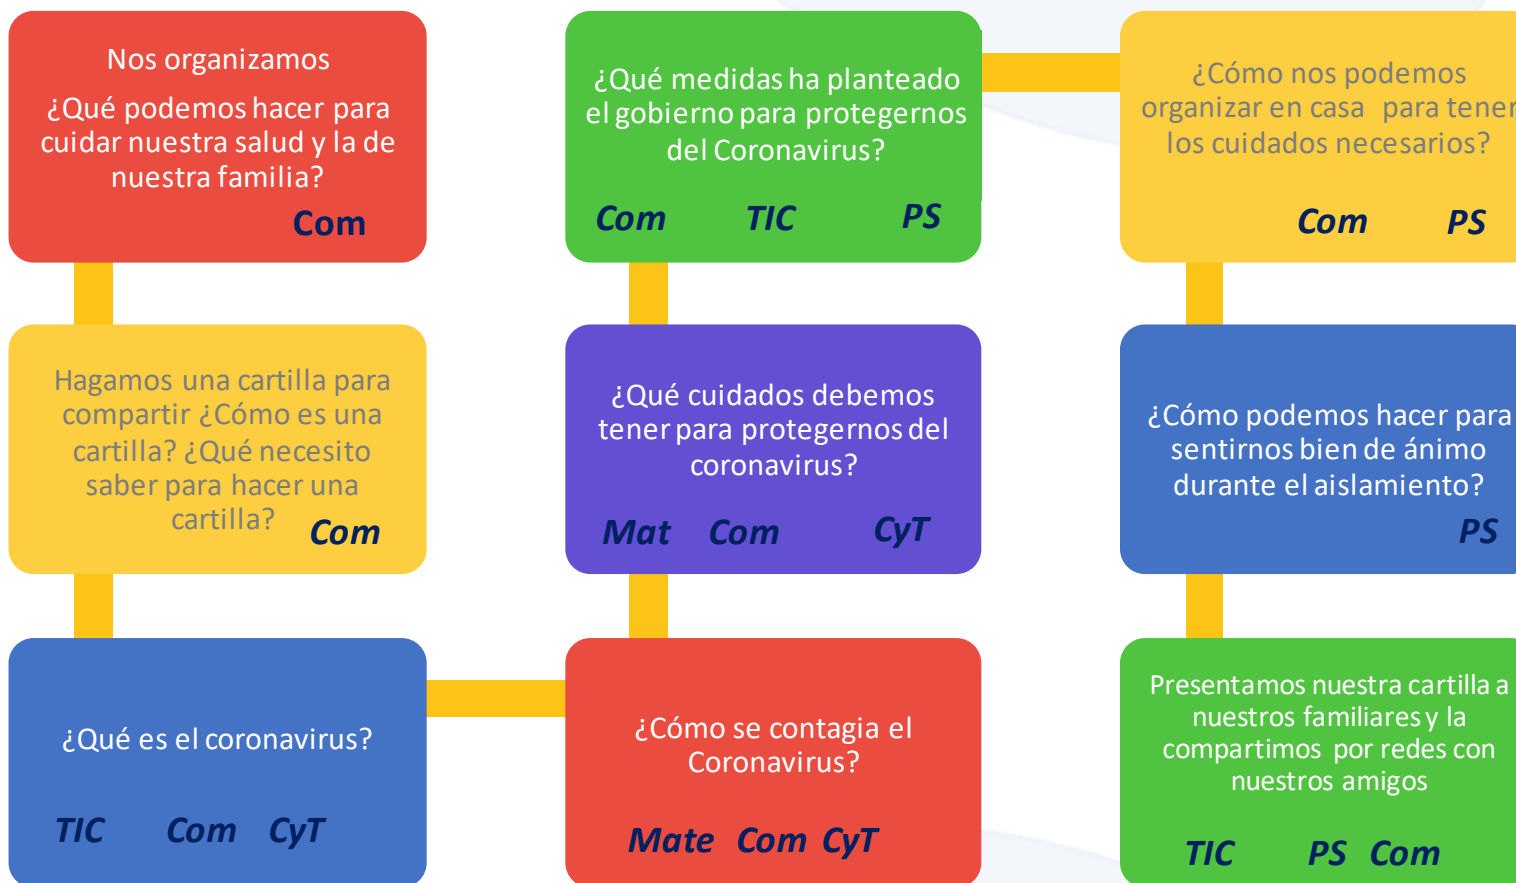 Nos organizamos
¿Qué podemos hacer para
cuidar nuestra salud y la de
nuestra familia?
Com
Hagamos una cartilla para
compartir ¿Cómo es una
cartilla? ¿Qué necesito
saber para hacer una
cartilla?
Com
¿Qué es el coronavirus?
TIC Com CyT
¿Cómo se contagia el
Coronavirus?
Mate Com CyT
¿Qué cuidados debemos
tener para protegernos del
coronavirus?
Mat Com CyT
¿Qué medidas ha planteado
el gobierno para protegernos
del Coronavirus?
Com TIC PS
¿Cómo nos podemos
organizar en casa para tener
los cuidados necesarios?
Com PS
¿Cómo podemos hacer para
sentirnos bien de ánimo
durante el aislamiento?
PS
Presentamos nuestra cartilla a
nuestros familiares y la
compartimos por redes con
nuestros amigos
TIC PS Com